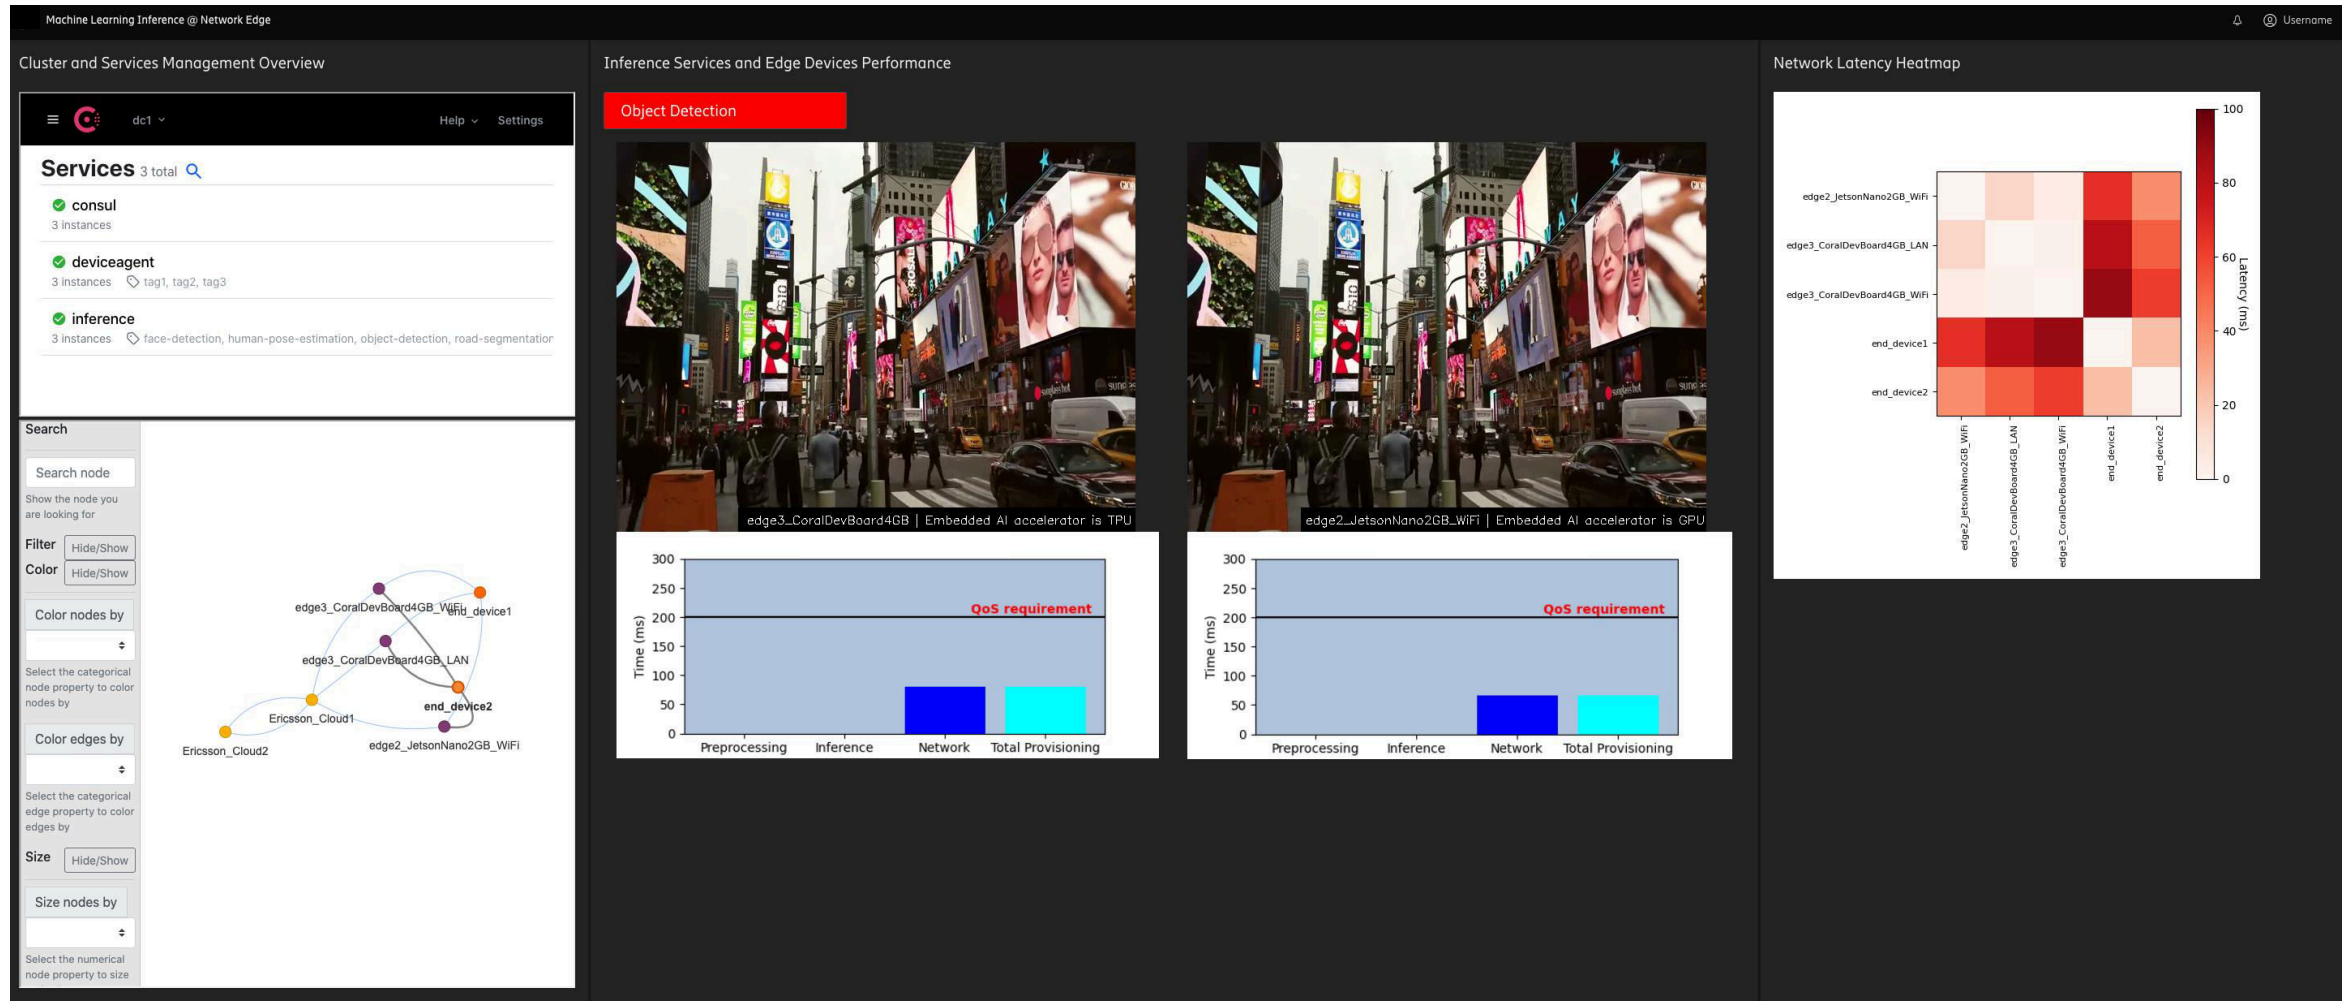 Machine Learning Inference @ Network Edge
Username
Cluster and Services Management Overview
dc1
Help
Settings
Services 3 total
consul
3 instances
deviceagent
3 instances tag1, tag2, tag3
inference
3 instances face-detection, human-pose-estimation, object-detection, road-segmentation
Search
Search node
Show the node you
are looking for
Filter Hide/Show
Color Hide/Show
Color nodes by
Select the categorical
node property to color
nodes by
Color edges by
Select the categorical
edge property to color
edges by
Size Hide/Show
Size nodes by
Select the numerical
node property to size
edge3_CoralDevBoard4GB_WiFi
end_device1
edge3_CoralDevBoard4GB_LAN
end_device2
Ericsson_Cloud1
edge2_JetsonNano2GB_WiFi
Ericsson_Cloud2
Inference Services and Edge Devices Performance
Object Detection
edge3_CoralDevBoard4GB | Embedded AI accelerator is TPU
300
250
200
150
100
50
0
Time (ms)
QoS requirement
Preprocessing Inference Network Total Provisioning
edge2_JetsonNano2GB_WiFi | Embedded AI accelerator is GPU
300
250
200
150
100
50
0
Time (ms)
QoS requirement
Preprocessing Inference Network Total Provisioning
Network Latency Heatmap
edge2_JetsonNano2GB_WiFi
edge3_CoralDevBoard4GB_LAN
edge3_CoralDevBoard4GB_WiFi
end_device1
end_device2
edge2_JetsonNano2GB_WiFi
edge3_CoralDevBoard4GB_LAN
edge3_CoralDevBoard4GB_WiFi
end_device1
end_device2
100
80
60
40
20
0
Latency (ms)